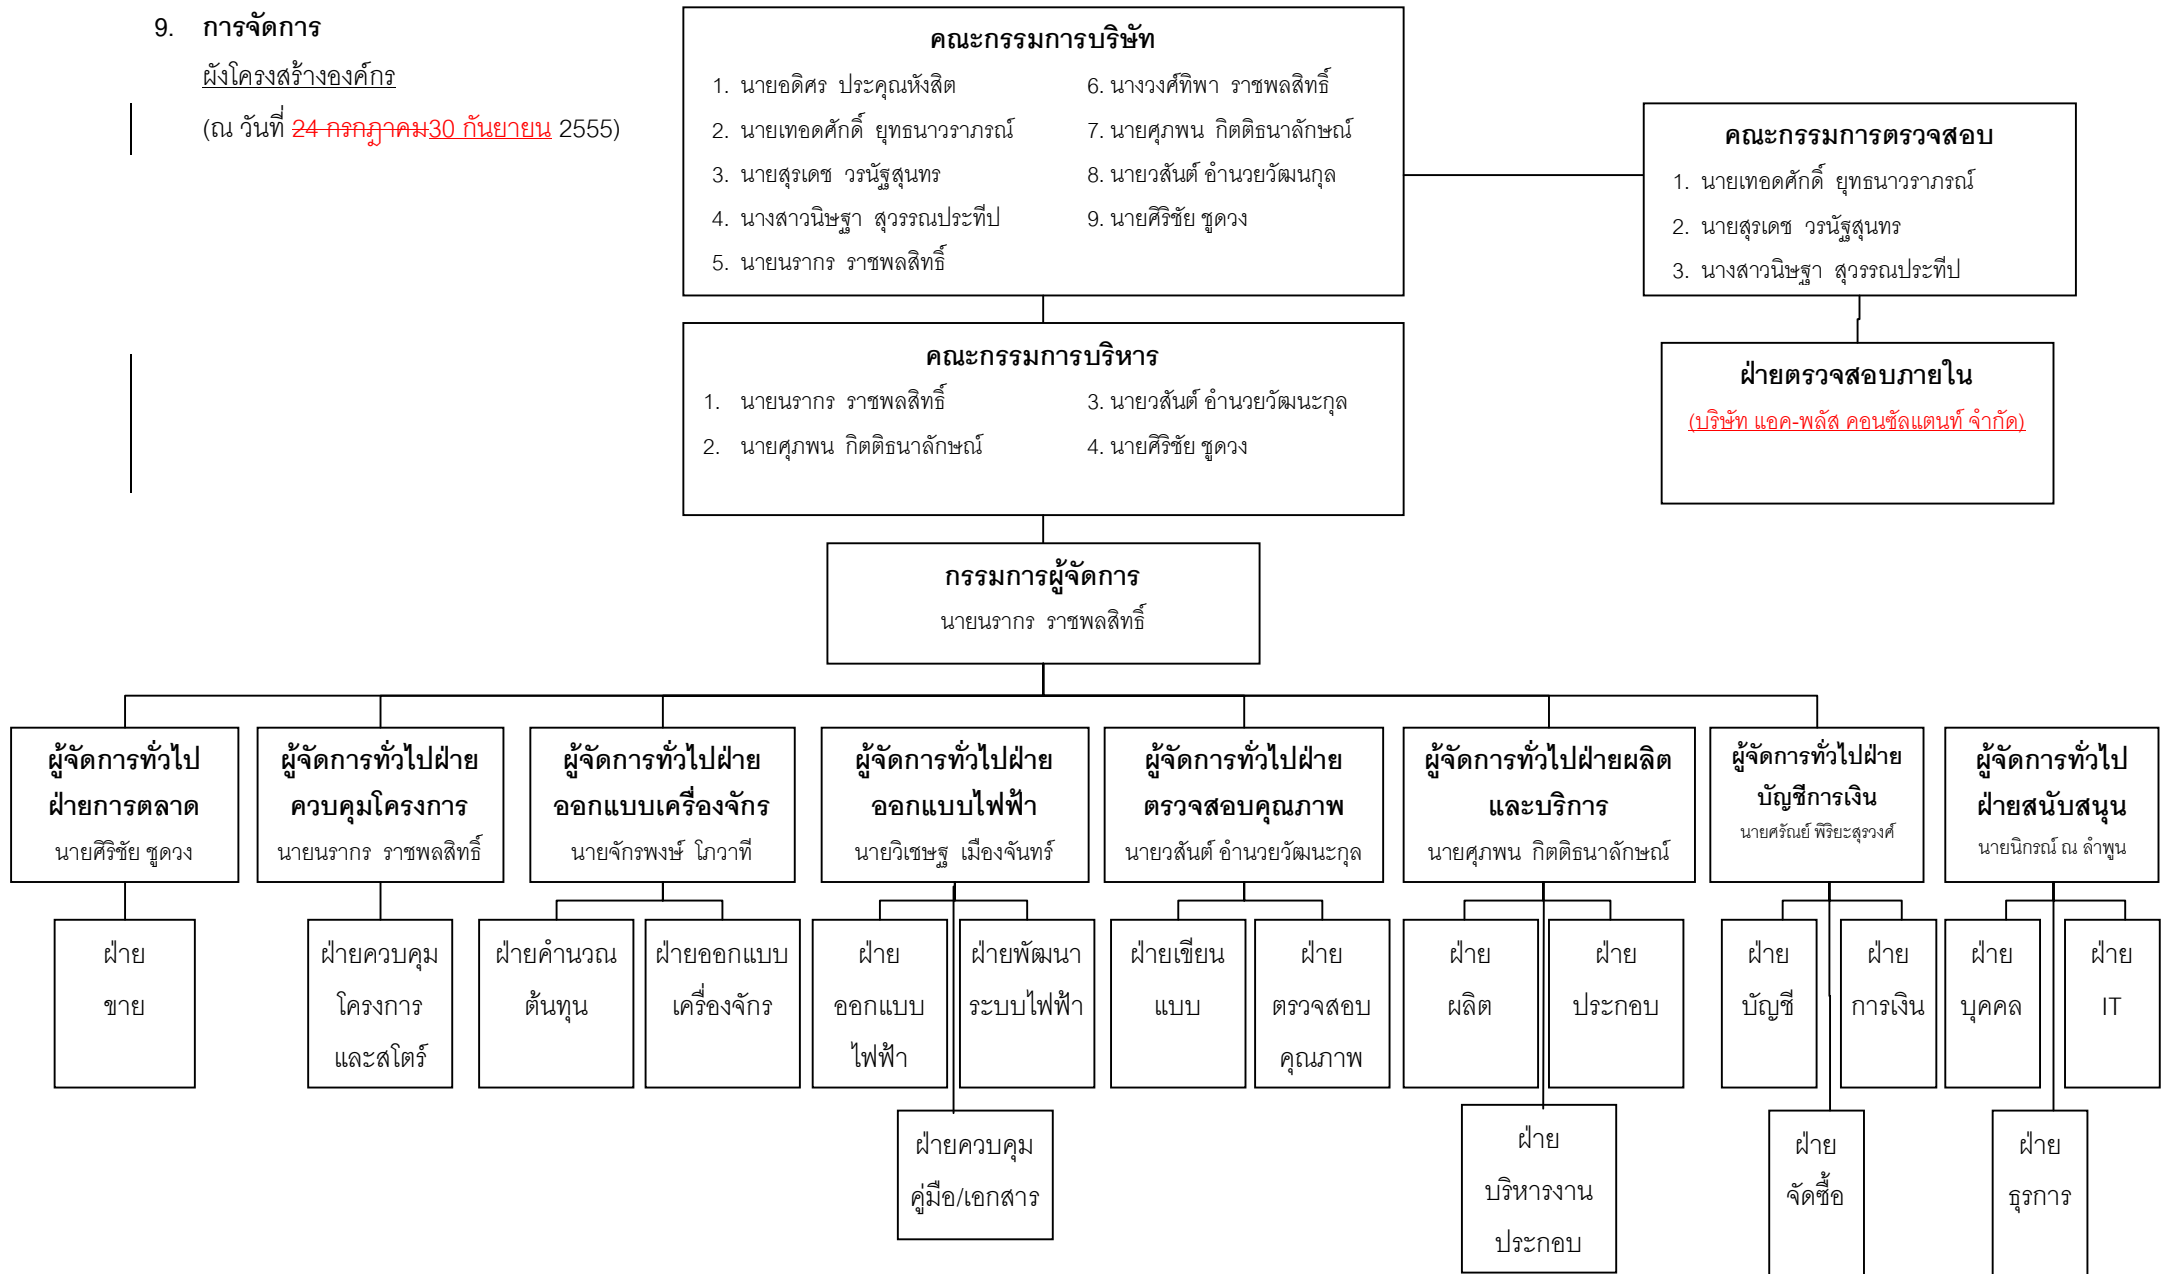 9. การจัดการ
ผังโครงสร้างองค์กร
(ณ วันที่ 24 กรกฎาคม30 กันยายน 2555)
คณะกรรมการบริษัท
1. นายอดิศร ประคุณหังสิต
2. นายเทอดศักดิ์ ยุทธนาวราภรณ์
3. นายสุรเดช วรนัฐสุนทร
4. นางสาวนิษฐา สุวรรณประทีป
5. นายนรากร ราชพลสิทธิ์
6. นางวงศ์ทิพา ราชพลสิทธิ์
7. นายศุภพน กิตติธนาลักษณ์
8. นายวสันต์ อำนวยวัฒนกุล
9. นายศิริชัย ชูดวง
คณะกรรมการตรวจสอบ
1. นายเทอดศักดิ์ ยุทธนาวราภรณ์
2. นายสุรเดช วรนัฐสุนทร
3. นางสาวนิษฐา สุวรรณประทีป
คณะกรรมการบริหาร
1. นายนรากร ราชพลสิทธิ์
2. นายศุภพน กิตติธนาลักษณ์
3. นายวสันต์ อำนวยวัฒนะกุล
4. นายศิริชัย ชูดวง
ฝ่ายตรวจสอบภายใน
(บริษัท แอค-พลัส คอนซัลแตนท์ จำกัด)
กรรมการผู้จัดการ
นายนรากร ราชพลสิทธิ์
ผู้จัดการทั่วไป
ฝ่ายการตลาด
นายศิริชัย ชูดวง
ผู้จัดการทั่วไปฝ่าย
ควบคุมโครงการ
นายนรากร ราชพลสิทธิ์
ผู้จัดการทั่วไปฝ่าย
ออกแบบเครื่องจักร
นายจักรพงษ์ โภวาที
ผู้จัดการทั่วไปฝ่าย
ออกแบบไฟฟ้า
นายวิเชษฐ เมืองจันทร์
ผู้จัดการทั่วไปฝ่าย
ตรวจสอบคุณภาพ
นายวสันต์ อำนวยวัฒนะกุล
ผู้จัดการทั่วไปฝ่ายผลิต
และบริการ
นายศุภพน กิตติธนาลักษณ์
ผู้จัดการทั่วไปฝ่าย
บัญชีการเงิน
นายศรัณย์ พิริยะสุรวงศ์
ผู้จัดการทั่วไป
ฝ่ายสนับสนุน
นายนิกรณ์ ณ ลำพูน
ฝ่าย
ขาย
ฝ่ายควบคุม
โครงการ
และสโตร์
ฝ่ายคำนวณ
ต้นทุน
ฝ่ายออกแบบ
เครื่องจักร
ฝ่าย
ออกแบบ
ไฟฟ้า
ฝ่ายพัฒนา
ระบบไฟฟ้า
ฝ่ายเขียน
แบบ
ฝ่าย
ตรวจสอบ
คุณภาพ
ฝ่าย
ผลิต
ฝ่าย
ประกอบ
ฝ่าย
บัญชี
ฝ่าย
การเงิน
ฝ่าย
บุคคล
ฝ่าย
IT
ฝ่ายควบคุม
คู่มือ/เอกสาร
ฝ่าย
บริหารงาน
ประกอบ
ฝ่าย
จัดซื้อ
ฝ่าย
ธุรการ